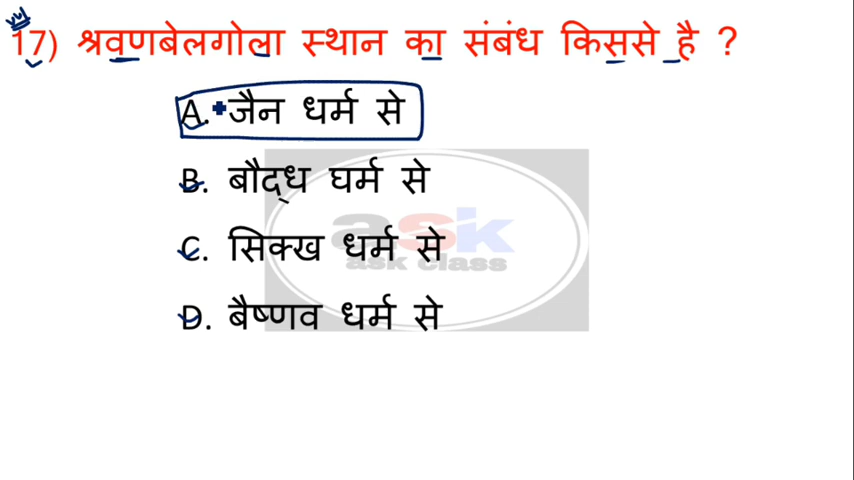 17) श्रवणबेलगोला स्थान का संबंध किससे है ?
A. जैन धर्म से
B. बौद्ध घर्म से
C. सिक्ख धर्म से
D. बैष्णव धर्म से
ask
ask class